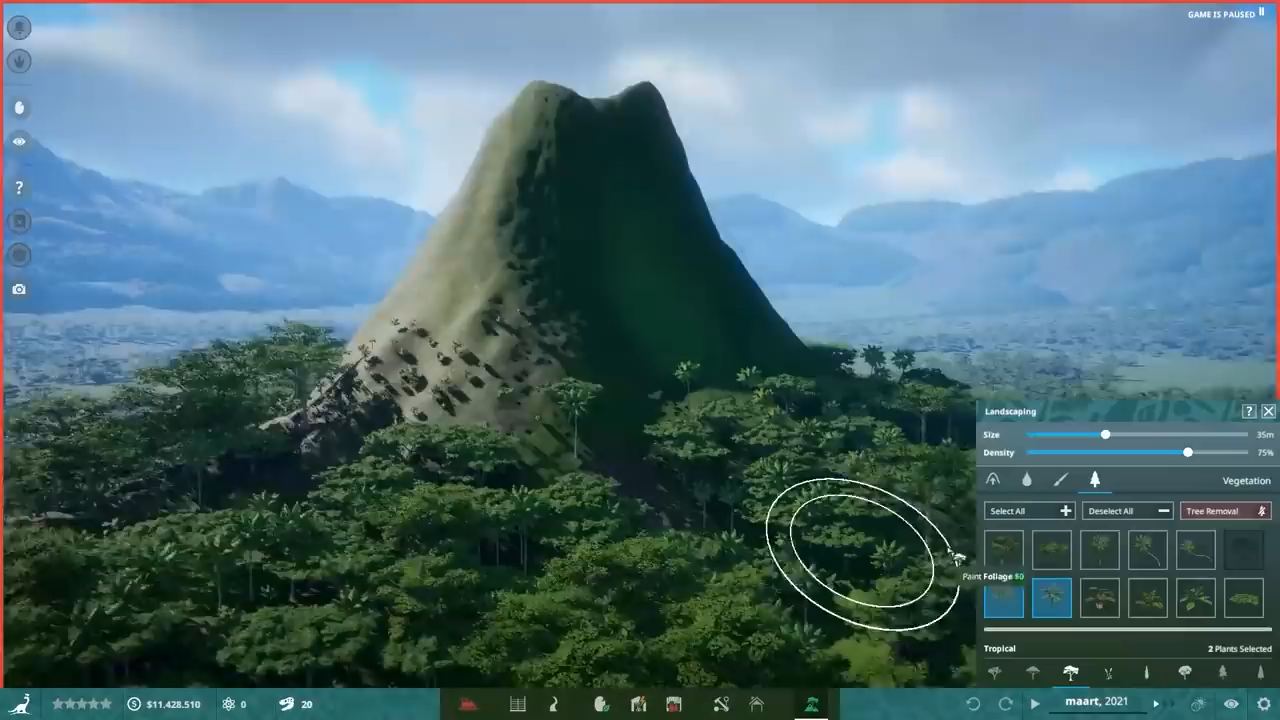 GAME IS PAUSED
?
Landscaping
?
Size 35m
Density 75%
Vegetation
Select All
Deselect All
Tree Removal
Paint Foliage $0
Tropical
2 Plants Selected
$11.428.510
0
20
maart, 2021